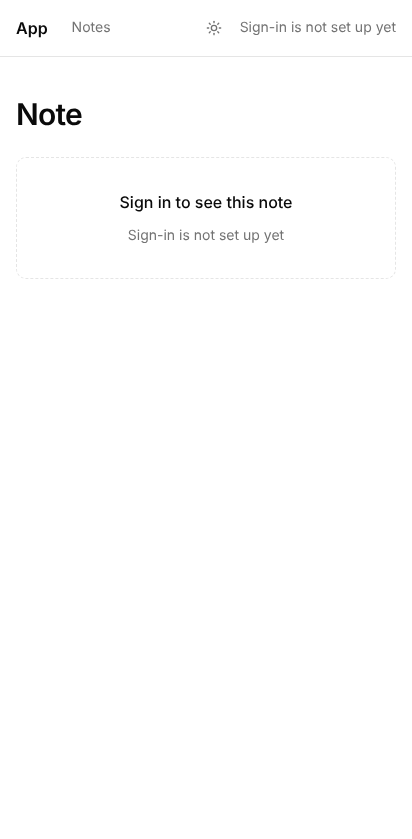 App Notes Sign-in is not set up yet
Note
Sign in to see this note
Sign-in is not set up yet